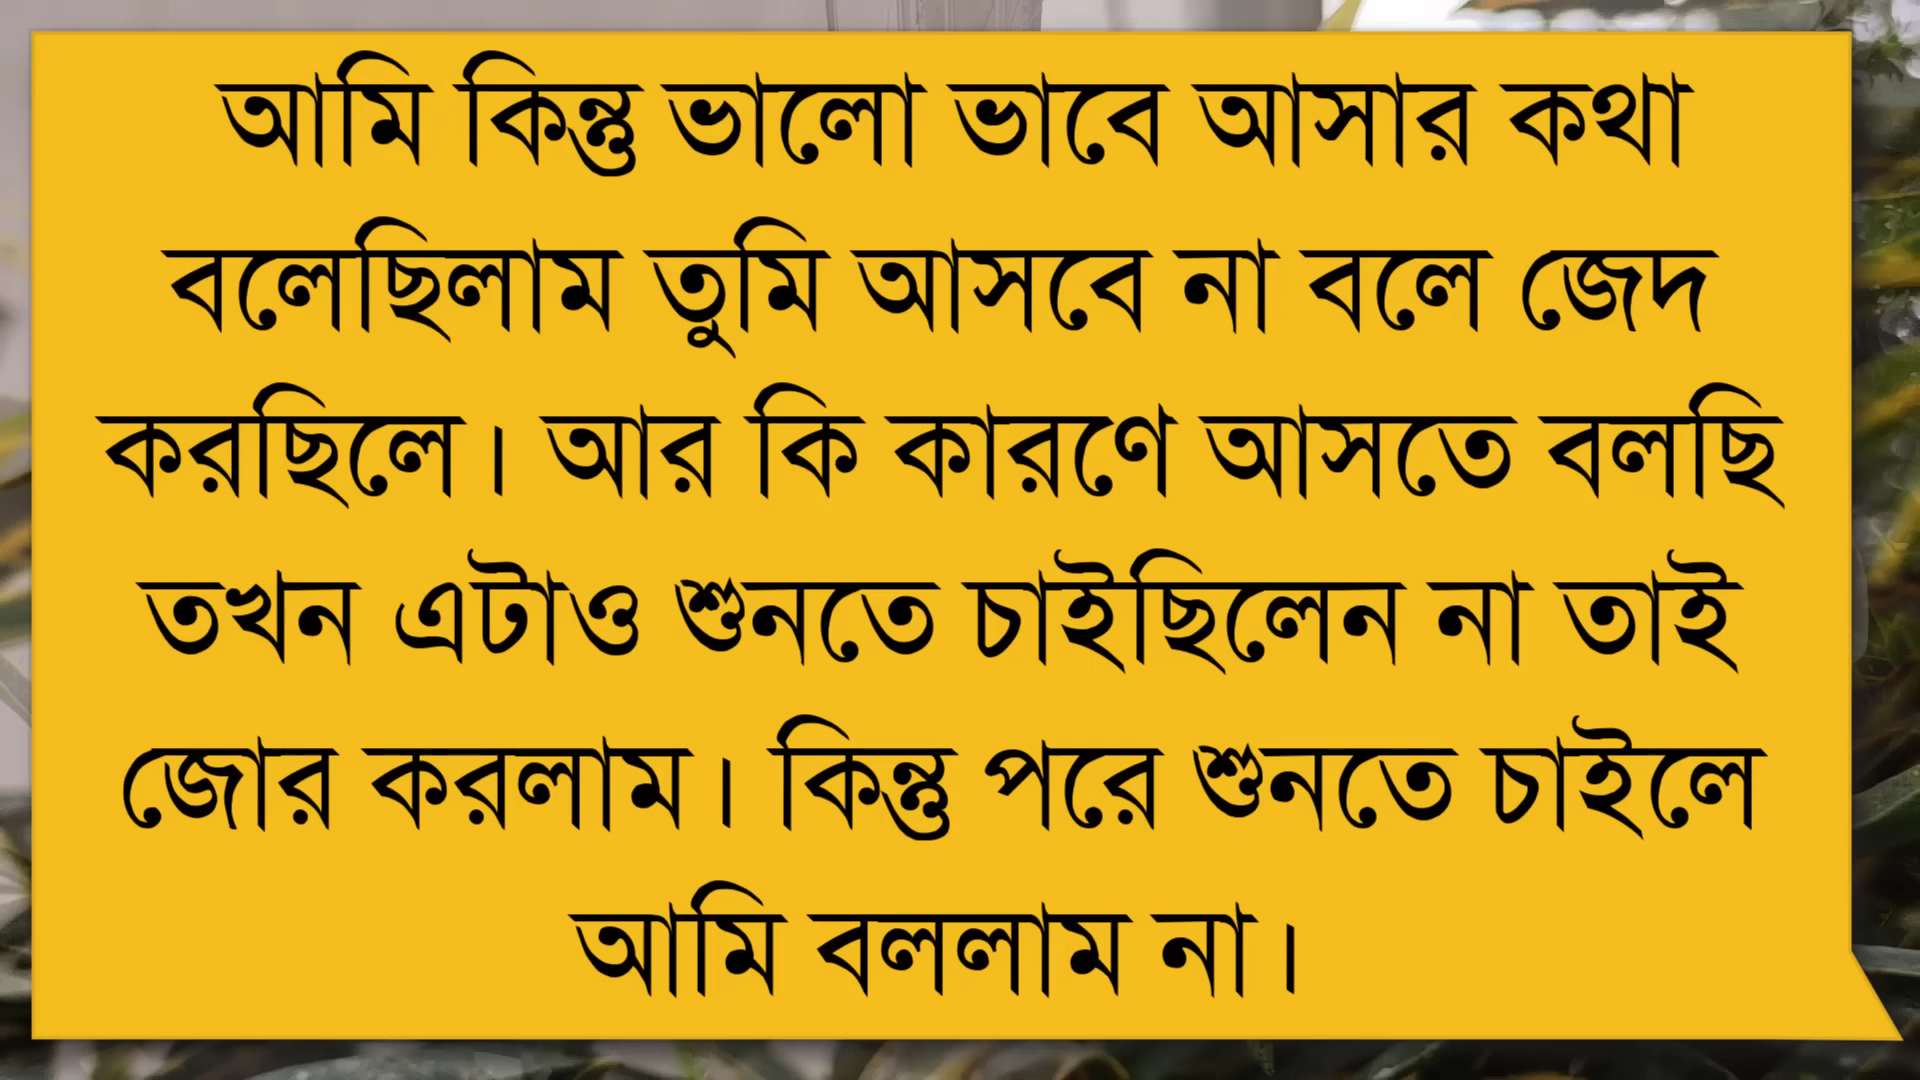 আমি কিন্তু ভালো ভাবে আসার কথা
বলেছিলাম তুমি আসবে না বলে জেদ
করছিলে। আর কি কারণে আসতে বলছি
তখন এটাও শুনতে চাইছিলেন না তাই
জোর করলাম। কিন্তু পরে শুনতে চাইলে
আমি বললাম না।